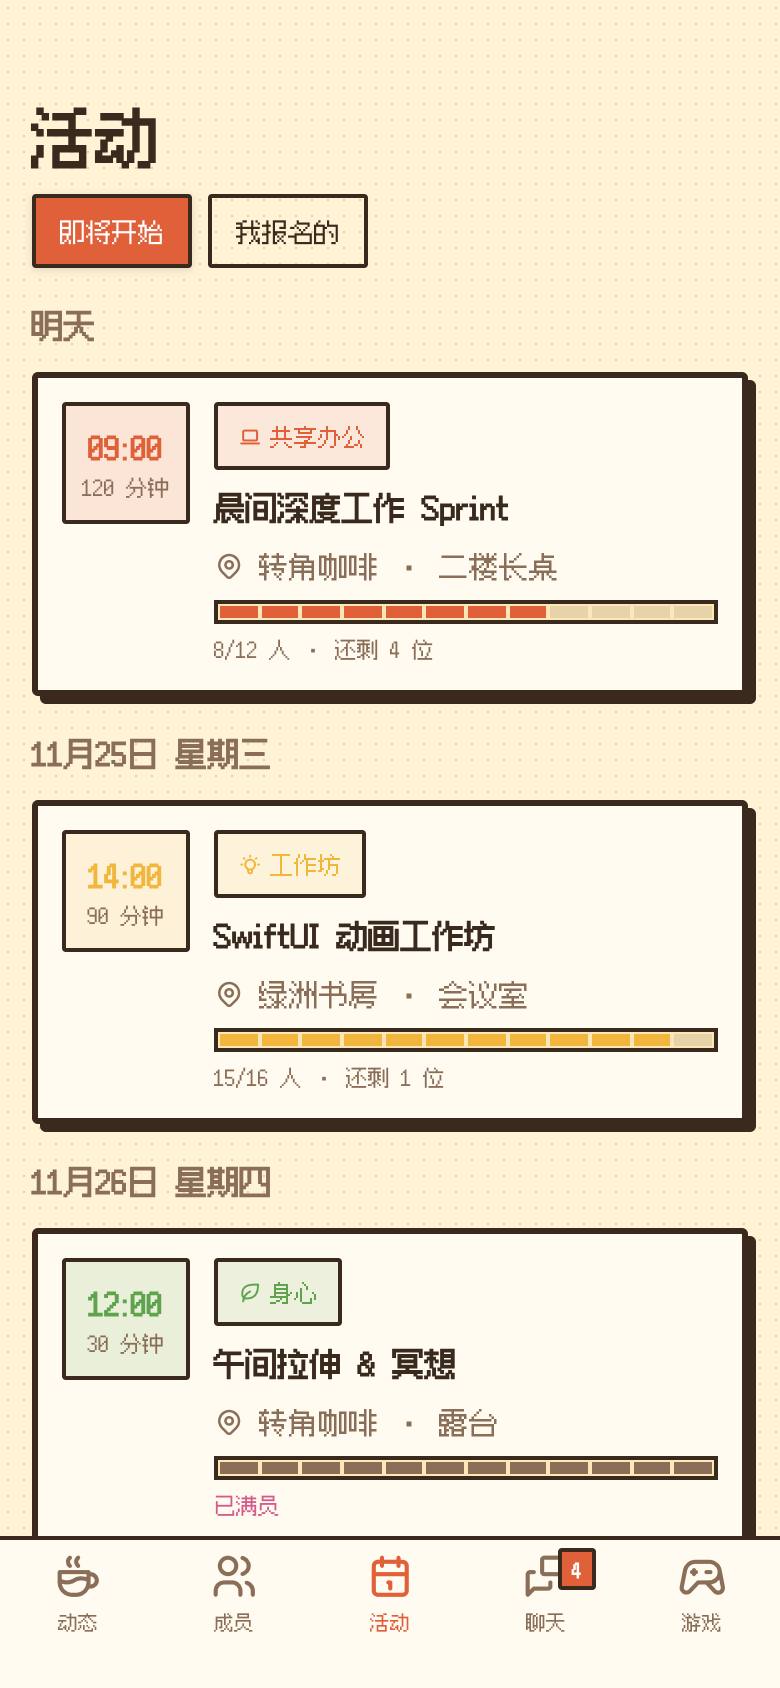 活动
即将开始
我报名的
明天
09:00
120 分钟
共享办公
晨间深度工作 Sprint
转角咖啡 · 二楼长桌
8/12 人 · 还剩 4 位
11月25日 星期三
14:00
90 分钟
工作坊
SwiftUI 动画工作坊
绿洲书房 · 会议室
15/16 人 · 还剩 1 位
11月26日 星期四
12:00
30 分钟
身心
午间拉伸 & 冥想
转角咖啡 · 露台
已满员
动态
成员
活动
4
聊天
游戏